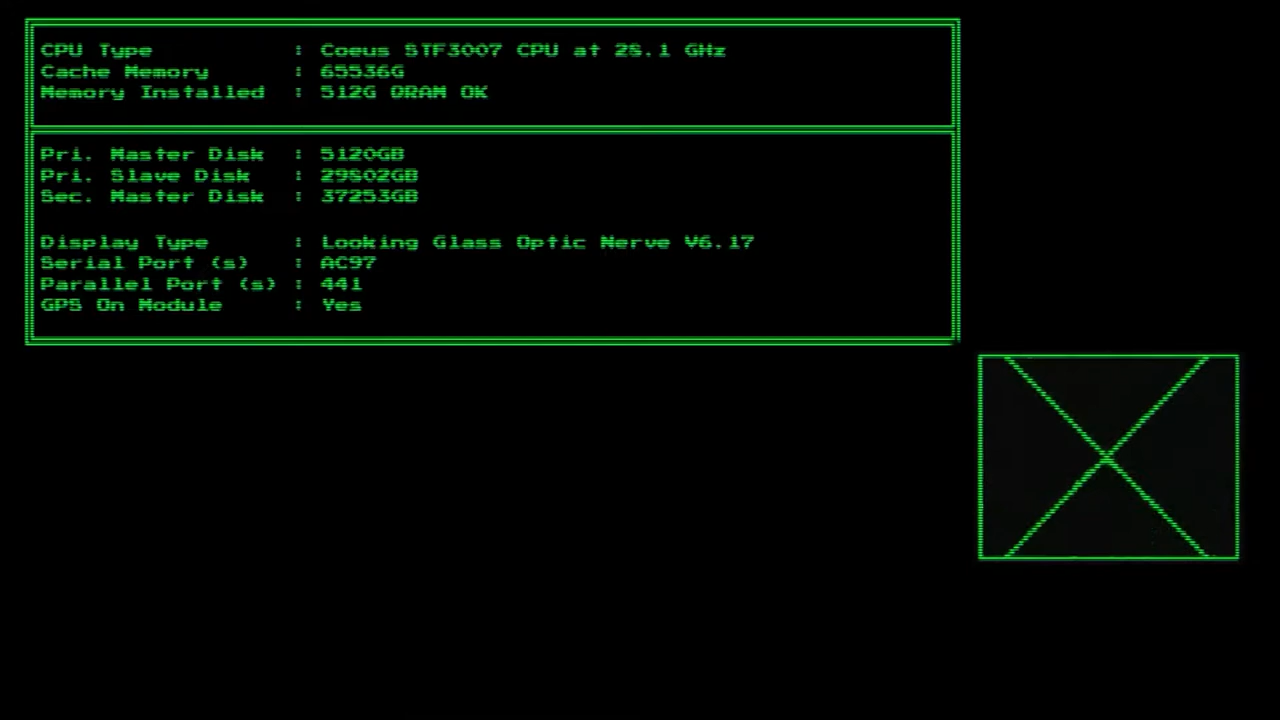 CPU Type : Coeus STF3007 CPU at 28.1 GHz
Cache Memory : 65536G
Memory Installed : 512G DRAM OK
Pri. Master Disk : 5120GB
Pri. Slave Disk : 29802GB
Sec. Master Disk : 37253GB
Display Type : Looking Glass Optic Nerve V6.17
Serial Port (s) : AC97
Parallel Port (s) : 441
GPS On Module : Yes